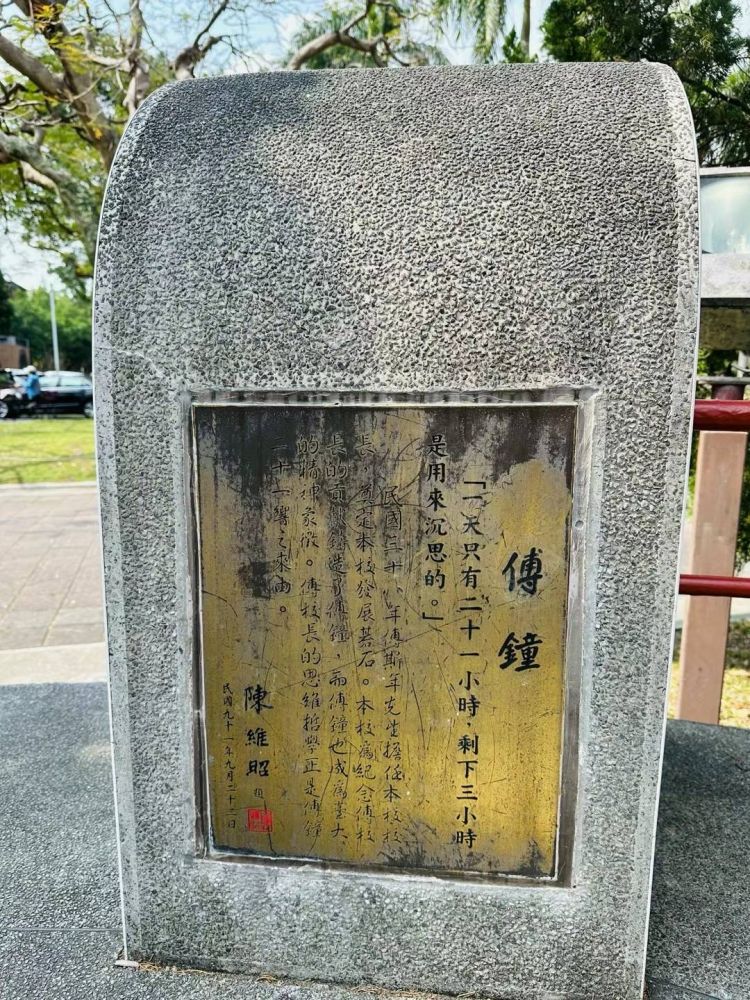 傅鐘
「一天只有二十一小時，剩下三小時
是用來沉思的。」
民國三十八年傅斯年先生擔任本校校
長，奠定本校發展基石。本校為紀念傅校
長的貢獻鑄造了傅鐘，而傅鐘也成為臺大
的精神象徵。傅校長的思維哲學正是傅鐘
二十一響之來由。
陳維昭 題
民國九十一年九月二十二日